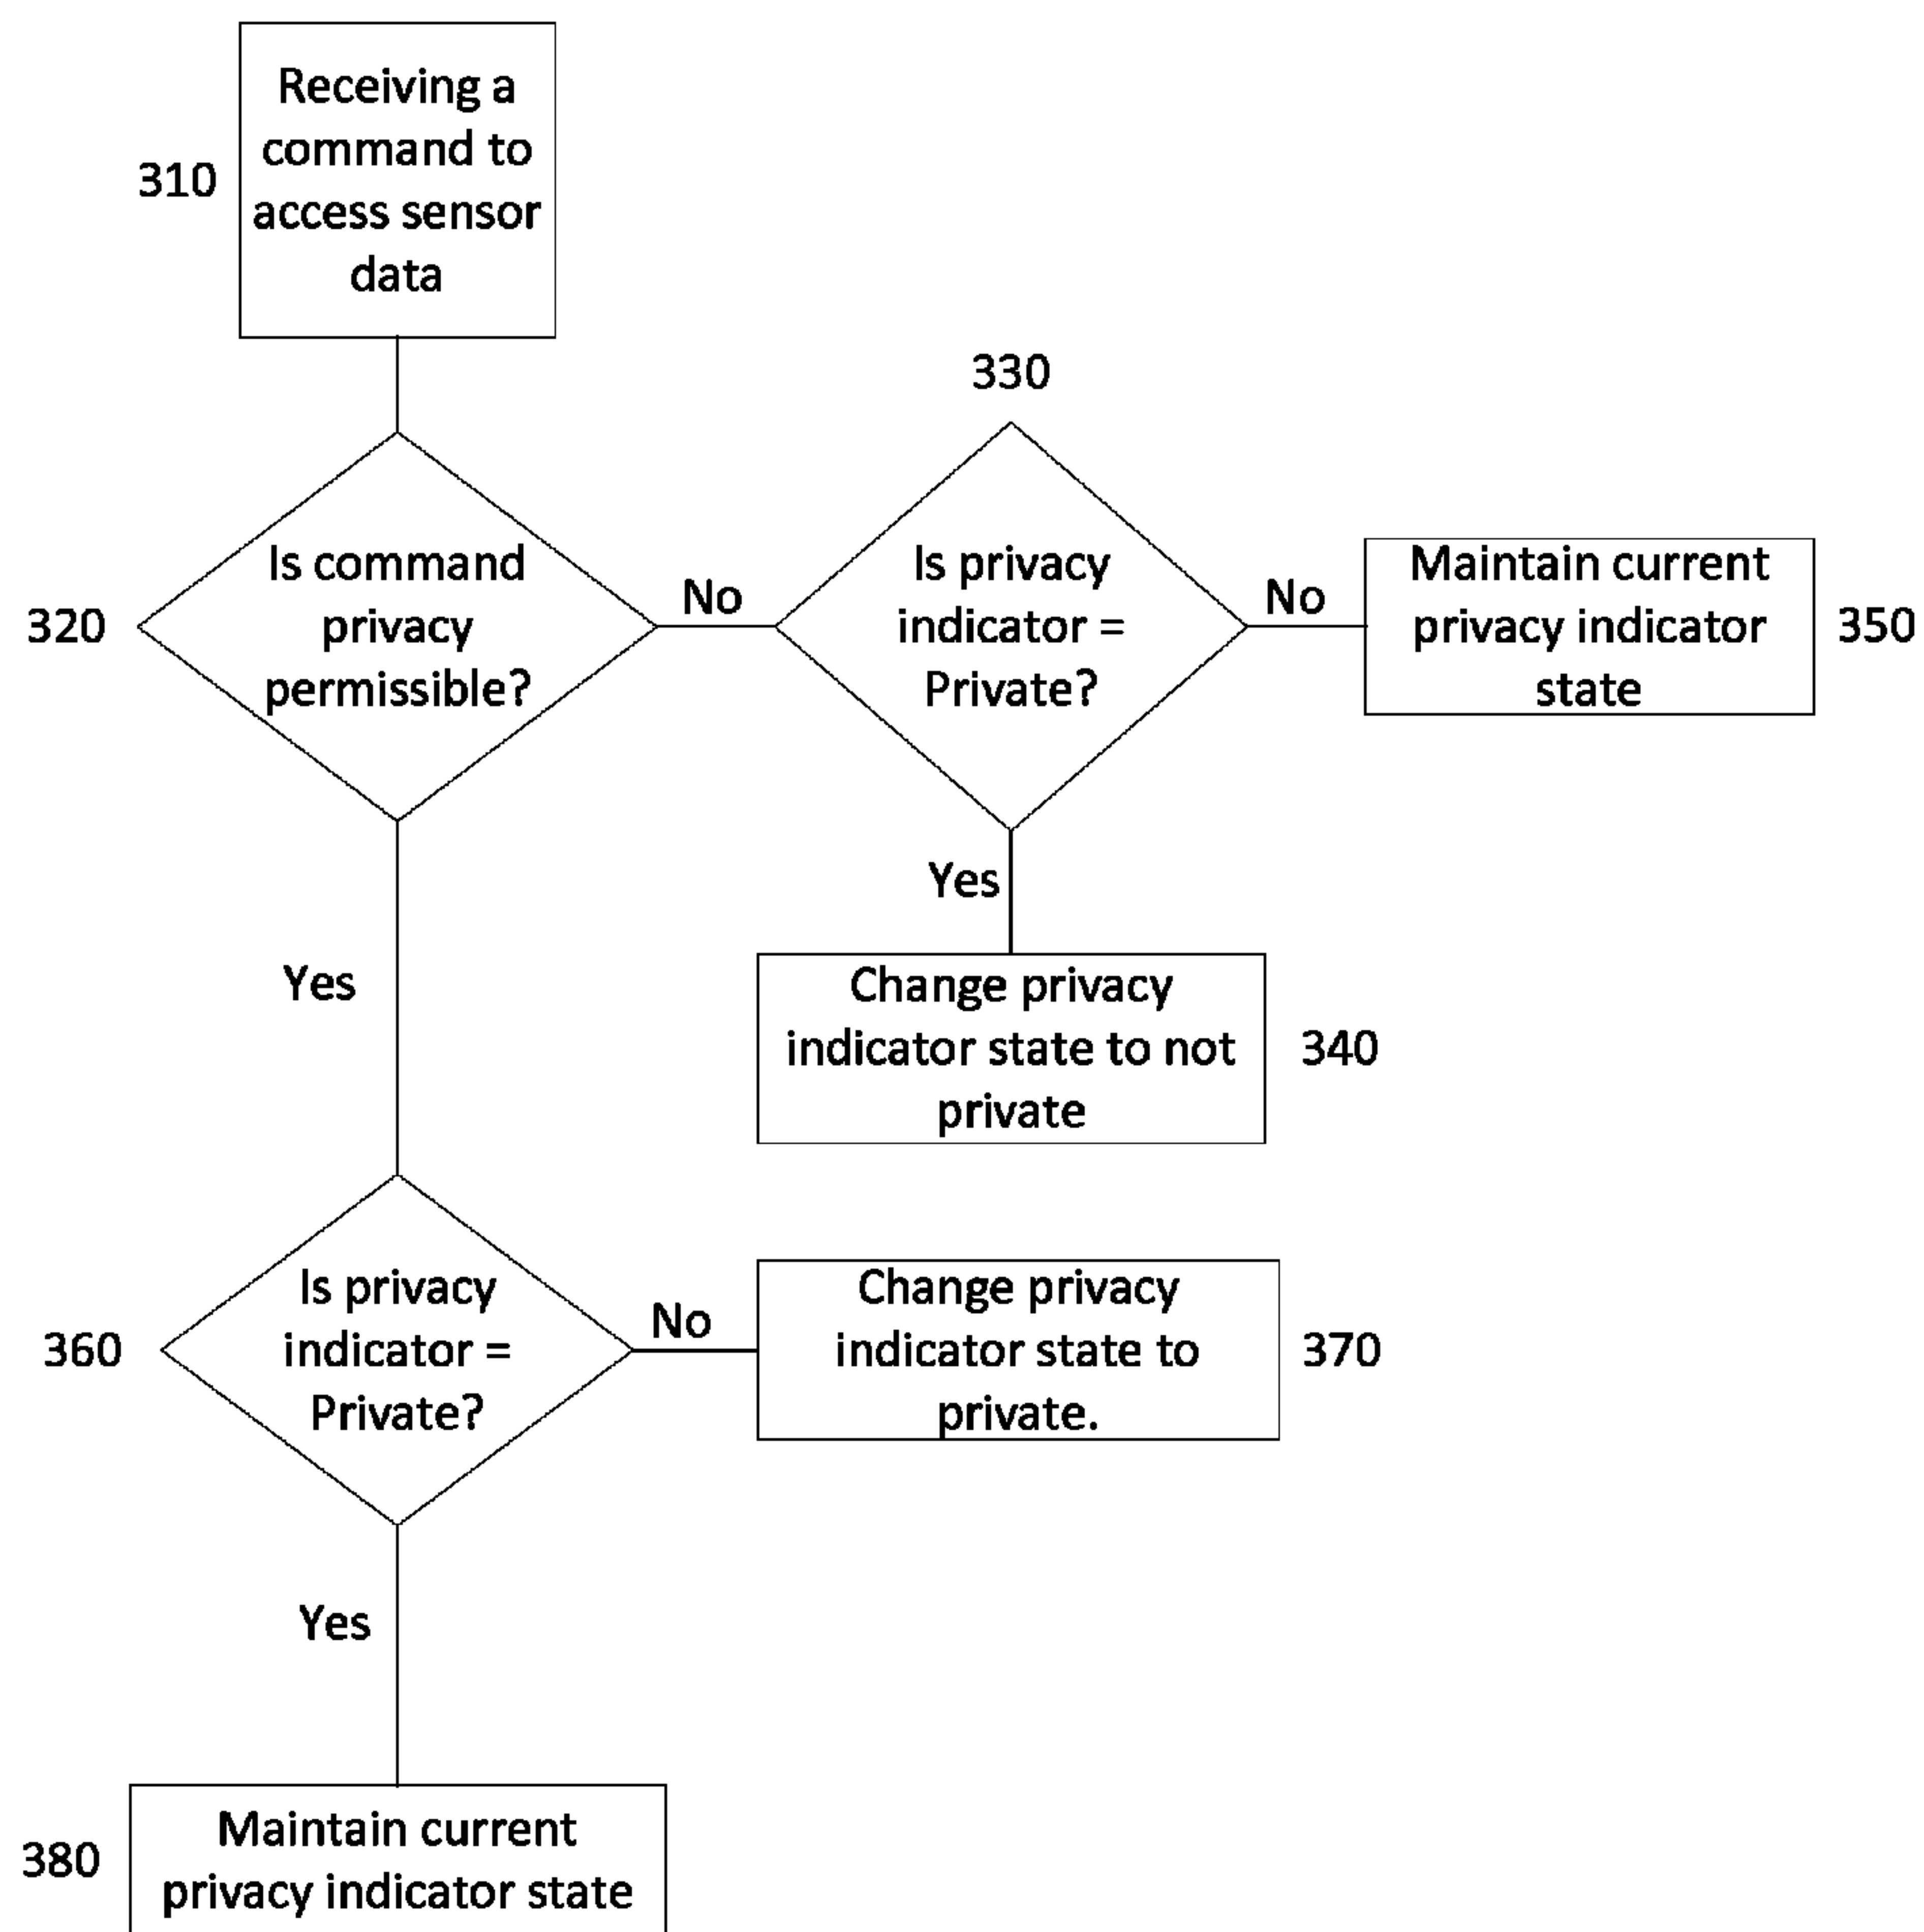 Receiving a
command to
access sensor
data
310
330
Is command
privacy
permissible?
320
No
Is privacy
indicator =
Private?
No
Maintain current
privacy indicator
state
350
Yes
Change privacy
indicator state to not
private
340
Yes
Is privacy
indicator =
Private?
360
No
Change privacy
indicator state to
private.
370
Yes
Maintain current
privacy indicator state
380